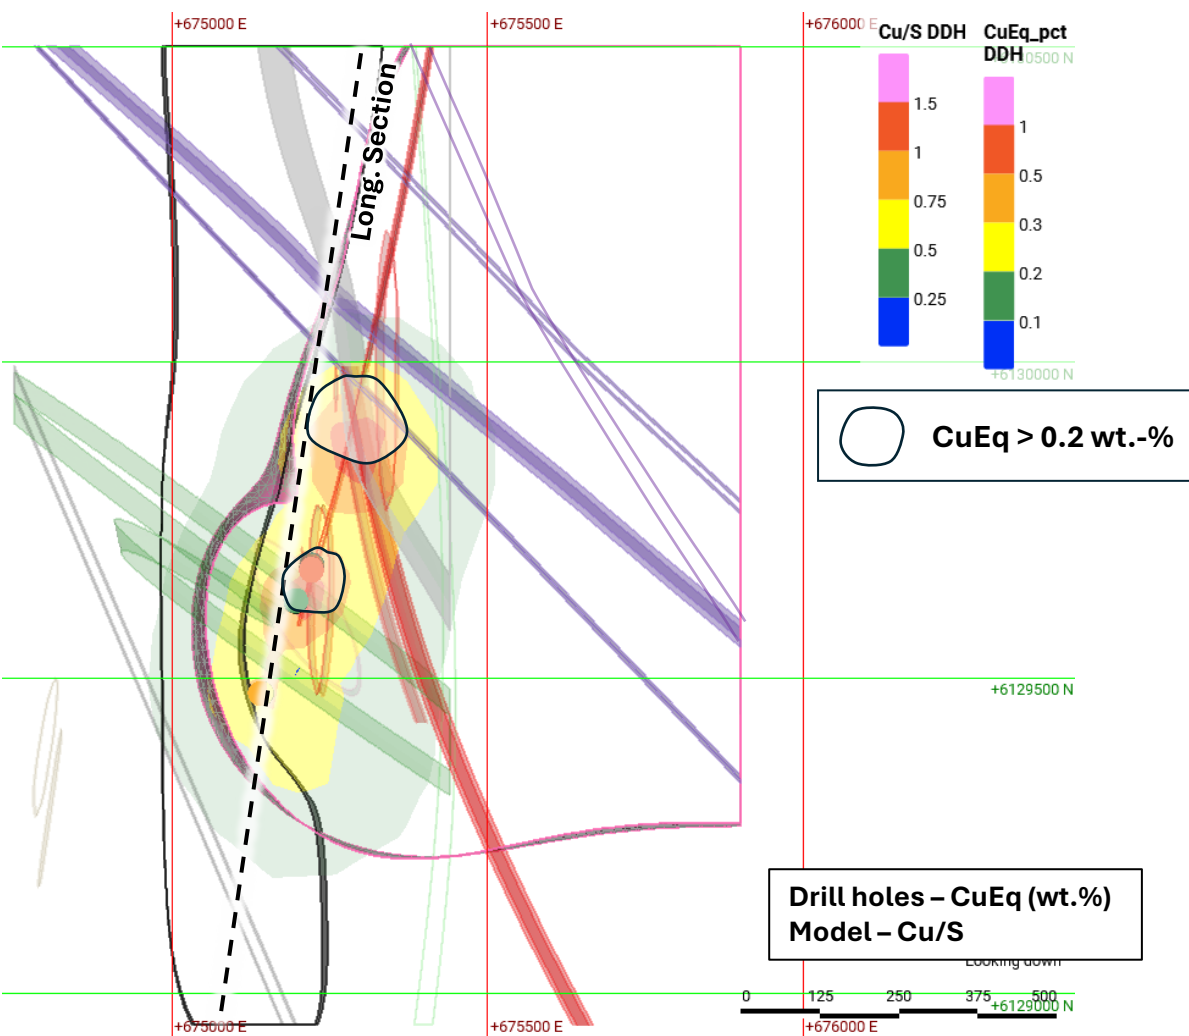 +675000 E
+675500 E
+676000 E
Cu/S DDH
1.5
1
0.75
0.5
0.25
CuEq_pct
DDH
1
0.5
0.3
0.2
0.1
Long. Section
+6130000 N
CuEq > 0.2 wt.-%
+6129500 N
Drill holes – CuEq (wt.%)
Model – Cu/S
Looking down
0 125 250 375 500
+6129000 N
+675000 E
+675500 E
+676000 E